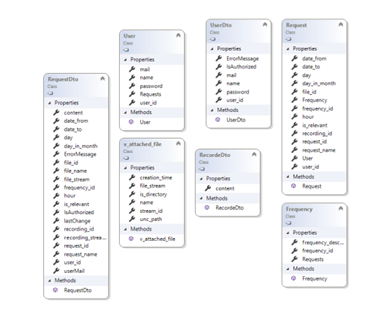 RequestDto
Class
Properties
content
date_from
date_to
day
day_in_month
ErrorMessage
file_id
file_name
file_stream
frequency_id
hour
is_relevant
IsAuthorized
lastChange
recording_id
recording_strea...
request_id
request_name
user_id
userMail
Methods
RequestDto
User
Class
Properties
mail
name
password
Requests
user_id
Methods
User
v_attached_file
Class
Properties
creation_time
file_stream
is_directory
name
stream_id
unc_path
Methods
v_attached_file
UserDto
Class
Properties
ErrorMessage
IsAuthorized
mail
name
password
user_id
Methods
UserDto
RecordeDto
Class
Properties
content
Methods
RecordeDto
Request
Class
Properties
date_from
date_to
day
day_in_month
file_id
Frequency
frequency_id
hour
is_relevant
recording_id
request_id
request_name
User
user_id
Methods
Request
Frequency
Class
Properties
frequency_desc...
frequency_id
Requests
Methods
Frequency